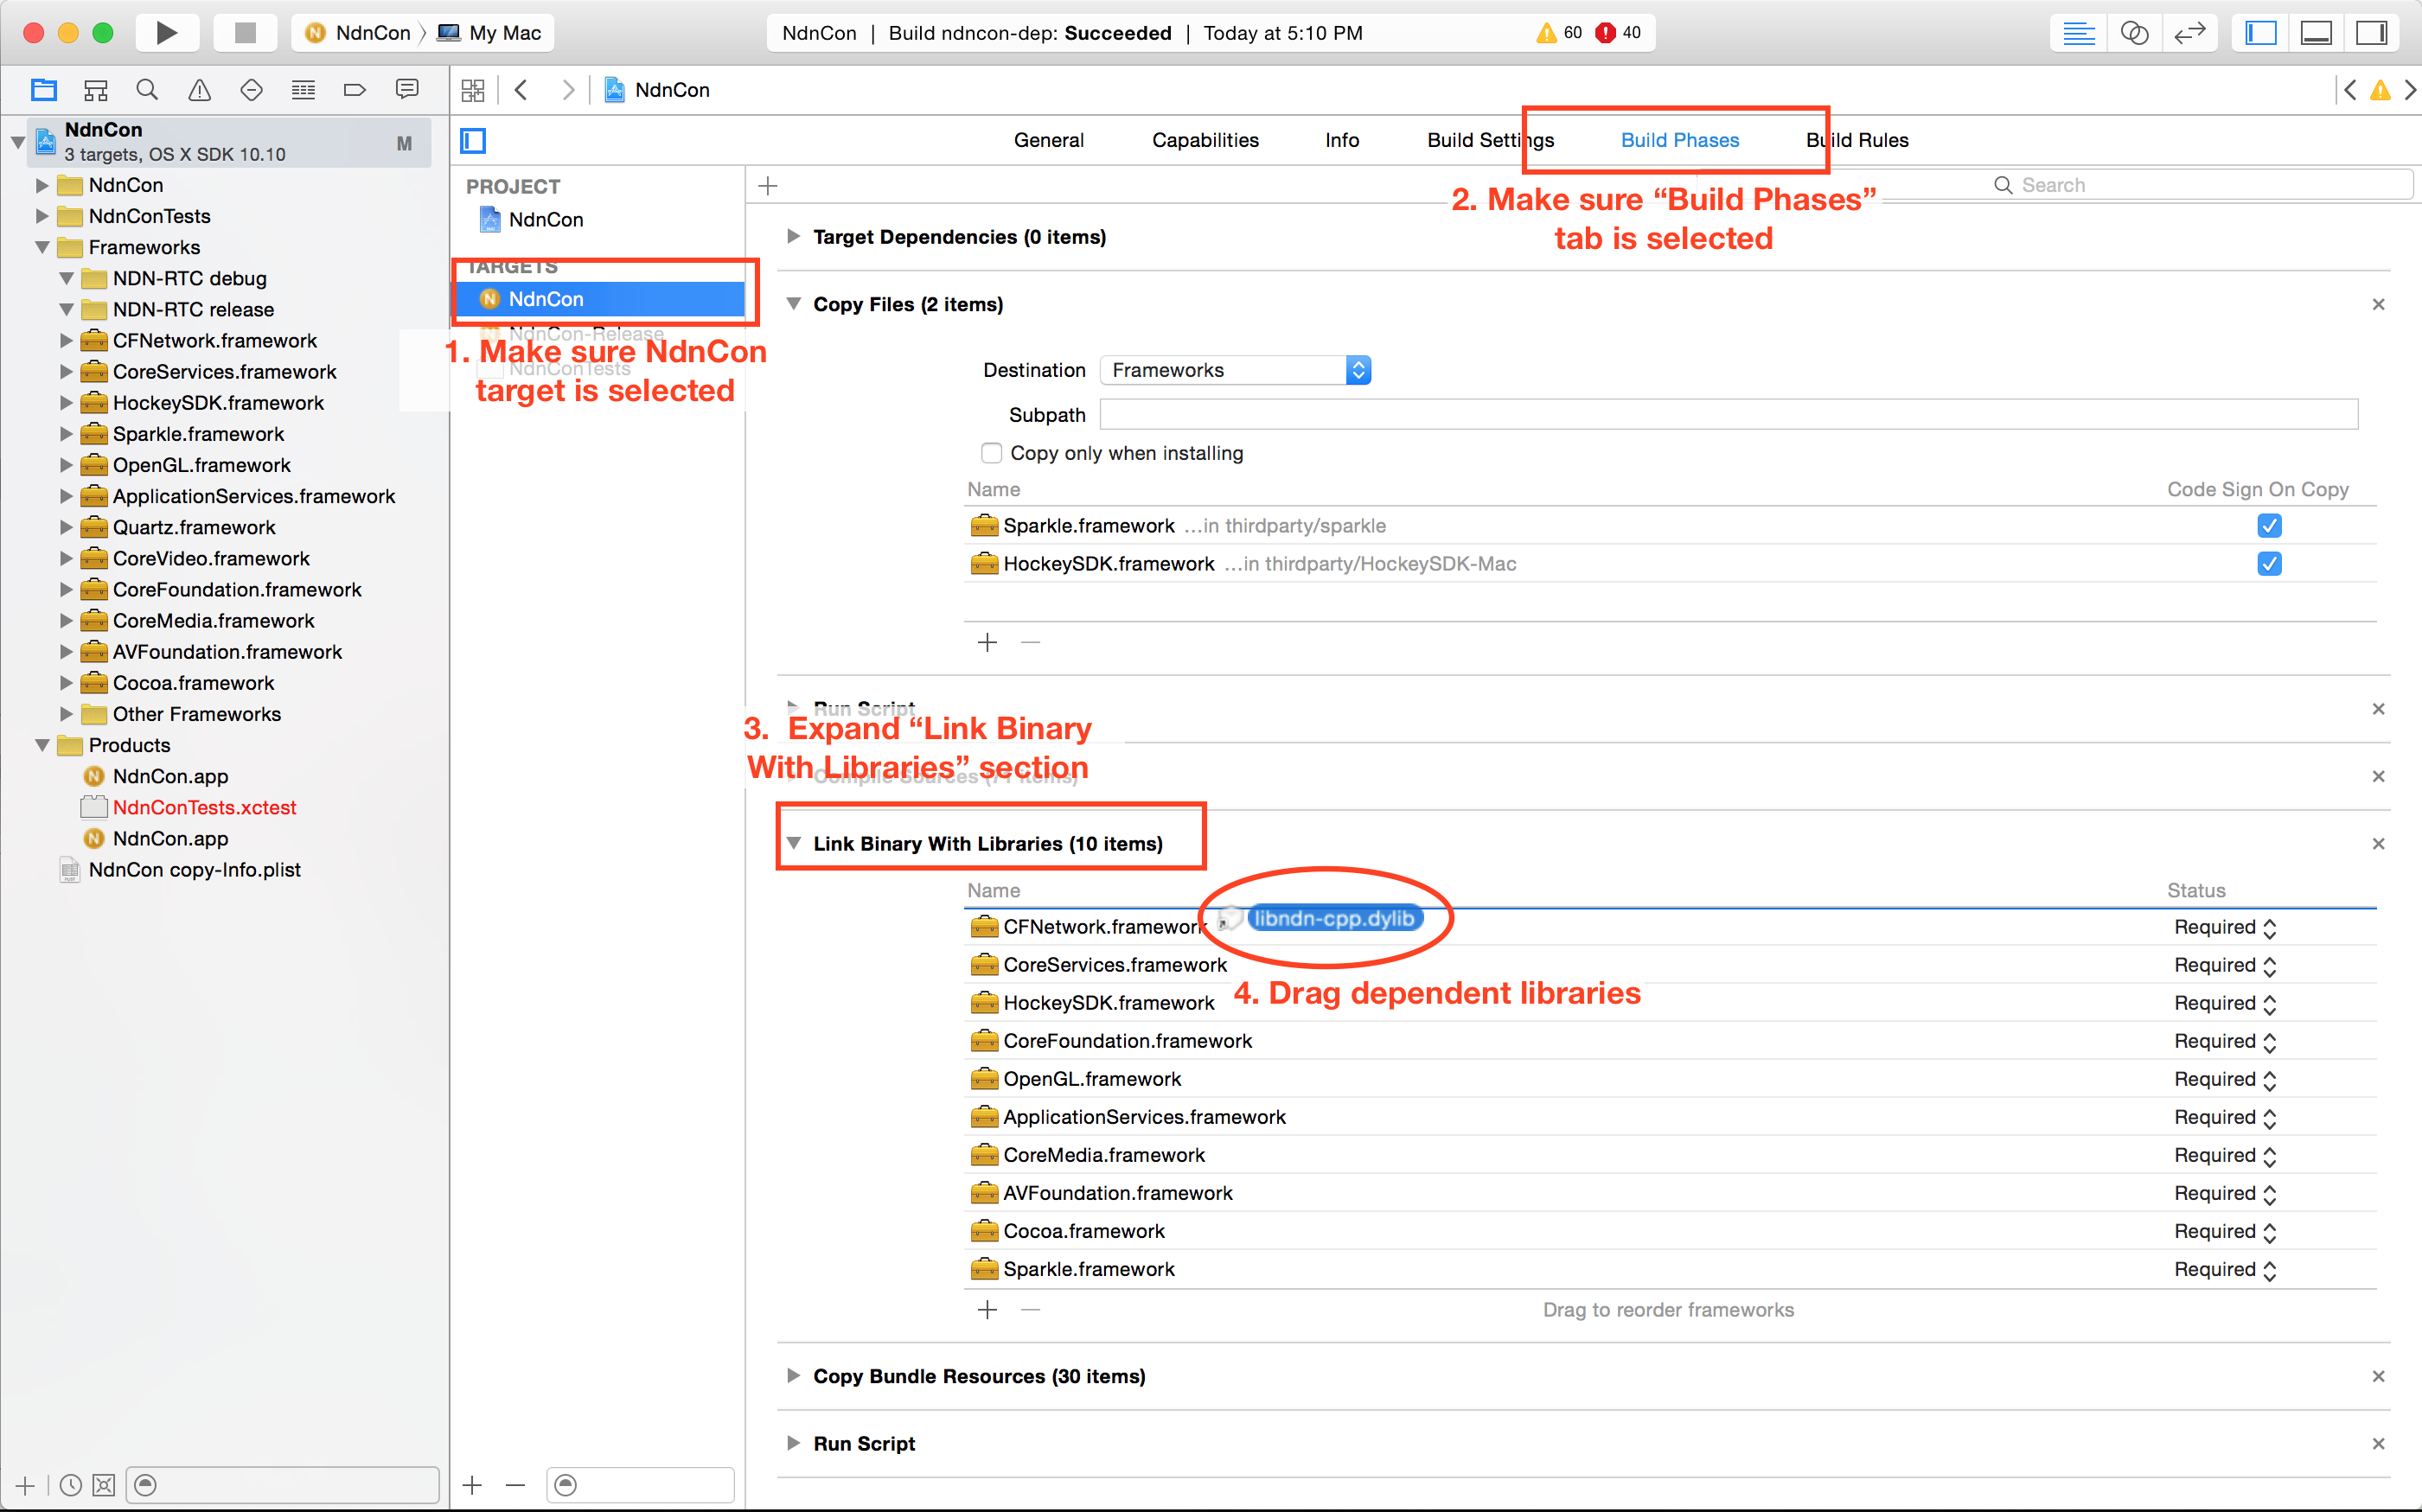 NdnCon 〉 My Mac
NdnCon | Build ndncon-dep: Succeeded | Today at 5:10 PM
60
40
NdnCon
NdnCon
3 targets, OS X SDK 10.10
M
NdnCon
NdnConTests
Frameworks
NDN-RTC debug
NDN-RTC release
CFNetwork.framework
CoreServices.framework
HockeySDK.framework
Sparkle.framework
OpenGL.framework
ApplicationServices.framework
Quartz.framework
CoreVideo.framework
CoreFoundation.framework
CoreMedia.framework
AVFoundation.framework
Cocoa.framework
Other Frameworks
Products
NdnCon.app
NdnConTests.xctest
NdnCon.app
NdnCon copy-Info.plist
General Capabilities Info Build Settings Build Phases Build Rules
PROJECT
NdnCon
TARGETS
NdnCon
NdnCon-Release
NdnConTests
1. Make sure NdnCon
target is selected
Search
2. Make sure “Build Phases”
tab is selected
Target Dependencies (0 items)
Copy Files (2 items)
Destination Frameworks
Subpath
Copy only when installing
Name Code Sign On Copy
Sparkle.framework ...in thirdparty/sparkle
HockeySDK.framework ...in thirdparty/HockeySDK-Mac
Run Script
3. Expand “Link Binary
With Libraries” section
Compile Sources (71 items)
Link Binary With Libraries (10 items)
Name Status
libndn-cpp.dylib
CFNetwork.framework Required
CoreServices.framework Required
4. Drag dependent libraries
HockeySDK.framework Required
CoreFoundation.framework Required
OpenGL.framework Required
ApplicationServices.framework Required
CoreMedia.framework Required
AVFoundation.framework Required
Cocoa.framework Required
Sparkle.framework Required
Drag to reorder frameworks
Copy Bundle Resources (30 items)
Run Script